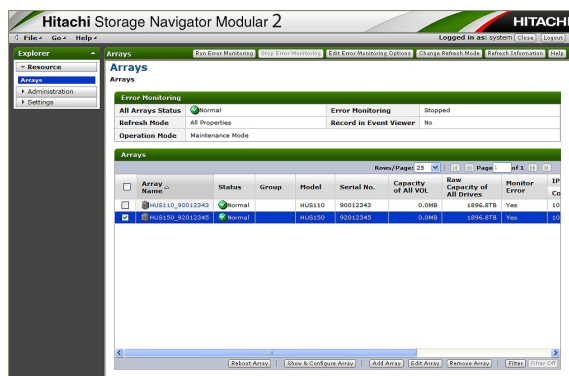 Hitachi Storage Navigator Modular 2
HITACHI
File Go Help
Logged in as: system Close Logout
Explorer
Resource
Arrays
Administration
Settings
Arrays Run Error Monitoring Stop Error Monitoring Edit Error Monitoring Options Change Refresh Mode Refresh Information Help
Arrays
Arrays
Error Monitoring
All Arrays Status Normal Error Monitoring Stopped
Refresh Mode All Properties Record in Event Viewer No
Operation Mode Maintenance Mode
Arrays
Rows/Page: 25 Page 1 of 1
Array Name Status Group Model Serial No. Capacity of All VOL Raw Capacity of All Drives Monitor Error IP
Co
HUS110_90012343 Normal HUS110 90012343 0.0MB 1896.8TB Yes 10
HUS150_92012345 Normal HUS150 92012345 0.0MB 1896.8TB Yes 10
Reboot Array Show & Configure Array Add Array Edit Array Remove Array Filter Filter Off